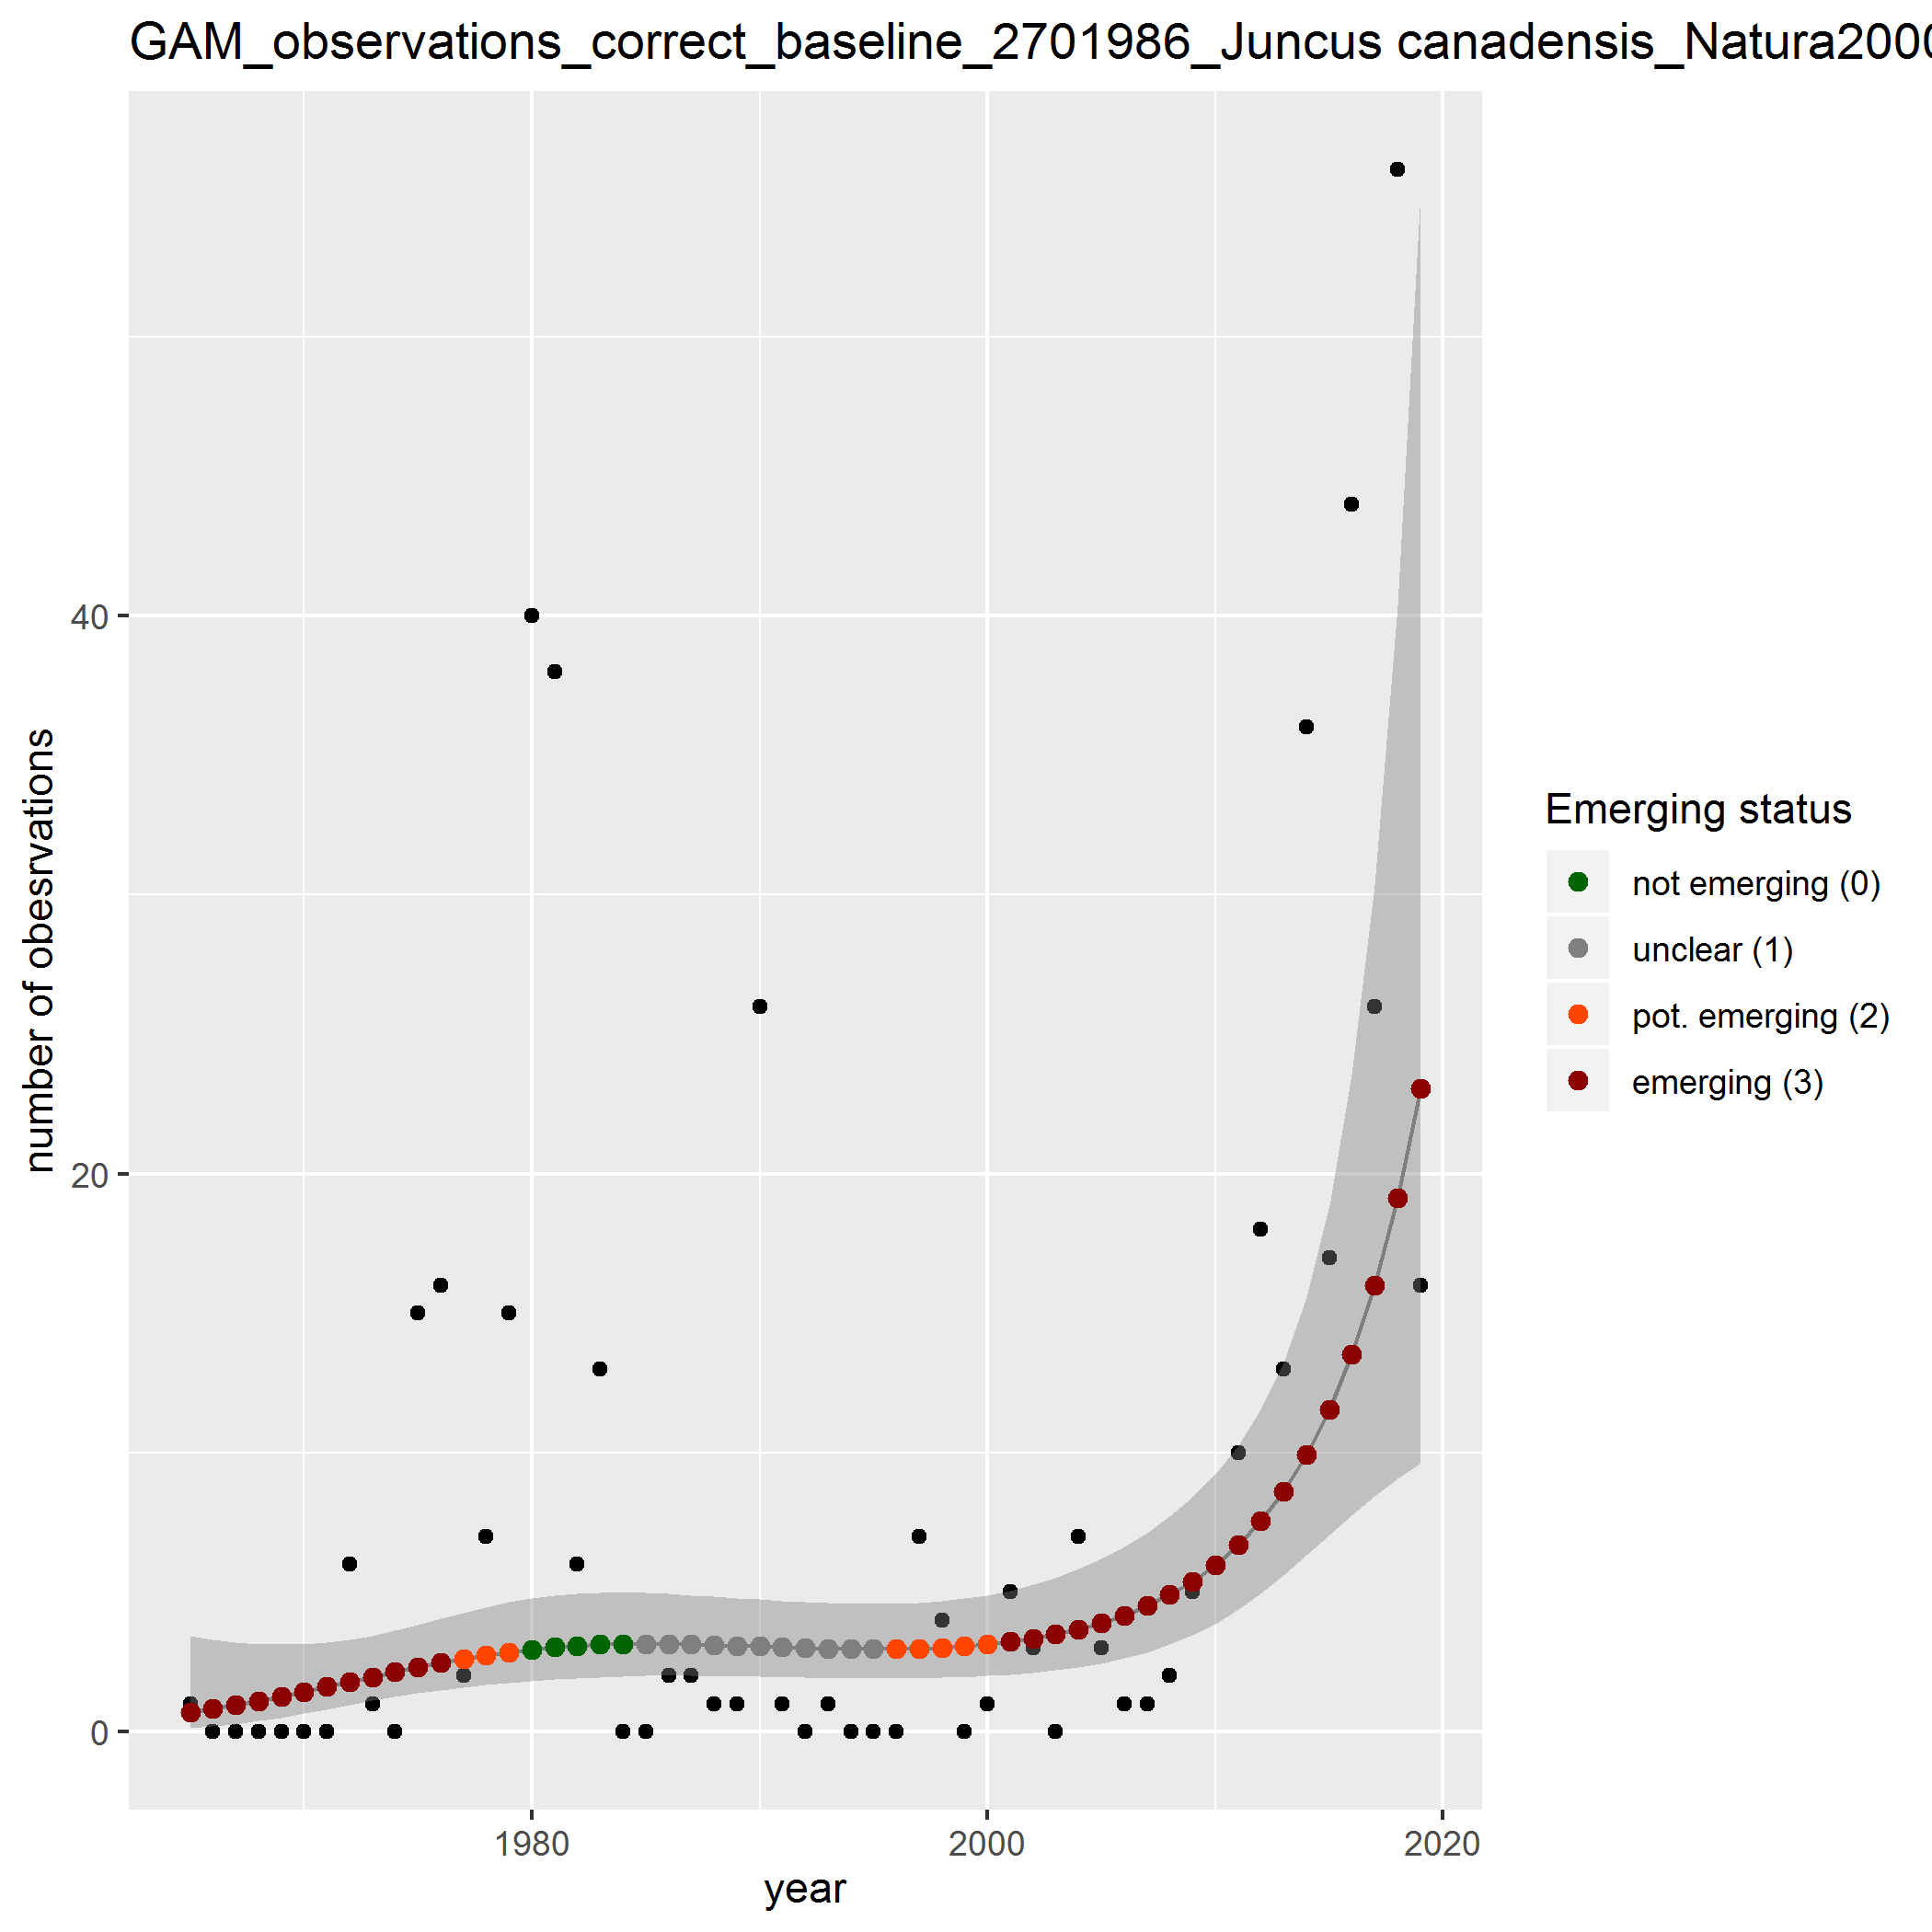 GAM_observations_correct_baseline_2701986_Juncus canadensis_Natura2000
number of obesrvations
40
20
0
1980
2000
2020
year
Emerging status
not emerging (0)
unclear (1)
pot. emerging (2)
emerging (3)